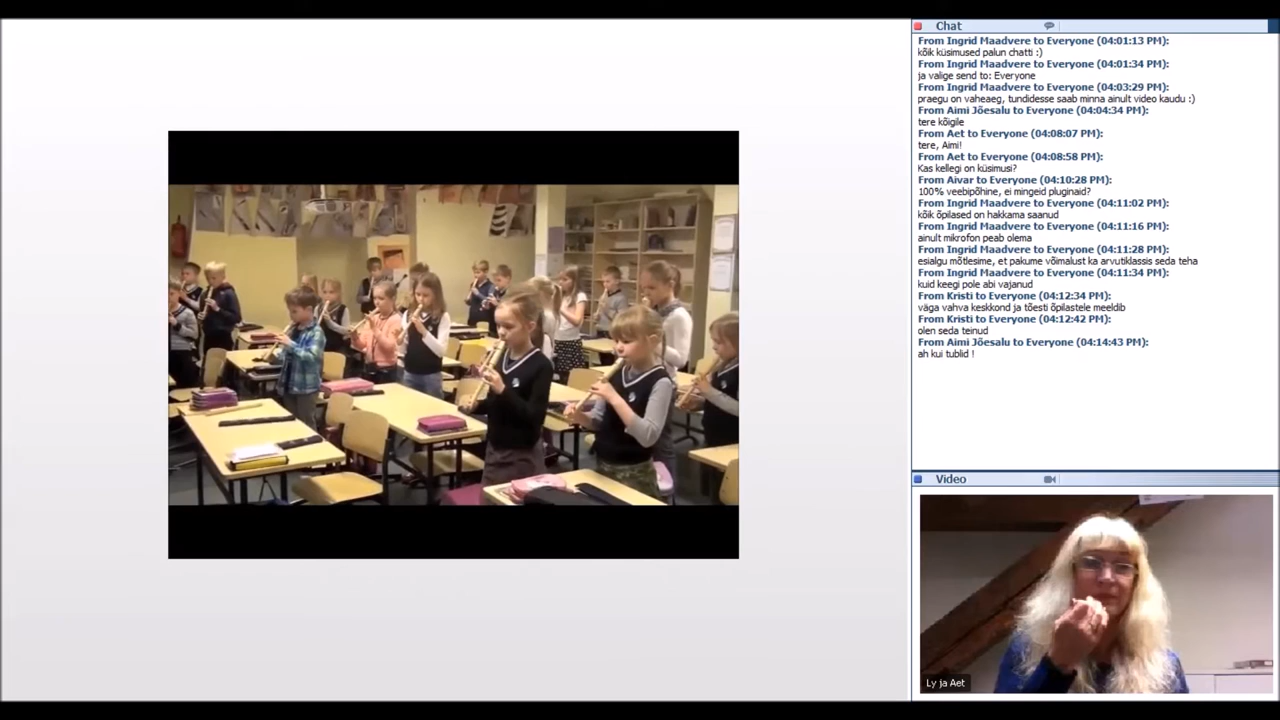 Chat
From Ingrid Maadvere to Everyone (04:01:13 PM):
kõik küsimused palun chatti :)
From Ingrid Maadvere to Everyone (04:01:34 PM):
ja valige send to: Everyone
From Ingrid Maadvere to Everyone (04:03:29 PM):
praegu on vaheaeg, tundidesse saab minna ainult video kaudu :)
From Aimi Jõesalu to Everyone (04:04:34 PM):
tere kõigile
From Aet to Everyone (04:08:07 PM):
tere, Aimi!
From Aet to Everyone (04:08:58 PM):
Kas kellegi on küsimusi?
From Aivar to Everyone (04:10:28 PM):
100% veebipõhine, ei mingeid pluginaid?
From Ingrid Maadvere to Everyone (04:11:02 PM):
kõik õpilased on hakkama saanud
From Ingrid Maadvere to Everyone (04:11:16 PM):
ainult mikrofon peab olema
From Ingrid Maadvere to Everyone (04:11:28 PM):
esialgu mõtlesime, et pakume võimalust ka arvutiklassis seda teha
From Ingrid Maadvere to Everyone (04:11:34 PM):
kuid keegi pole abi vajanud
From Kristi to Everyone (04:12:34 PM):
väga vahva keskkond ja tõesti õpilastele meeldib
From Kristi to Everyone (04:12:42 PM):
olen seda teinud
From Aimi Jõesalu to Everyone (04:14:43 PM):
ah kui tublid !
Video
Ly ja Aet